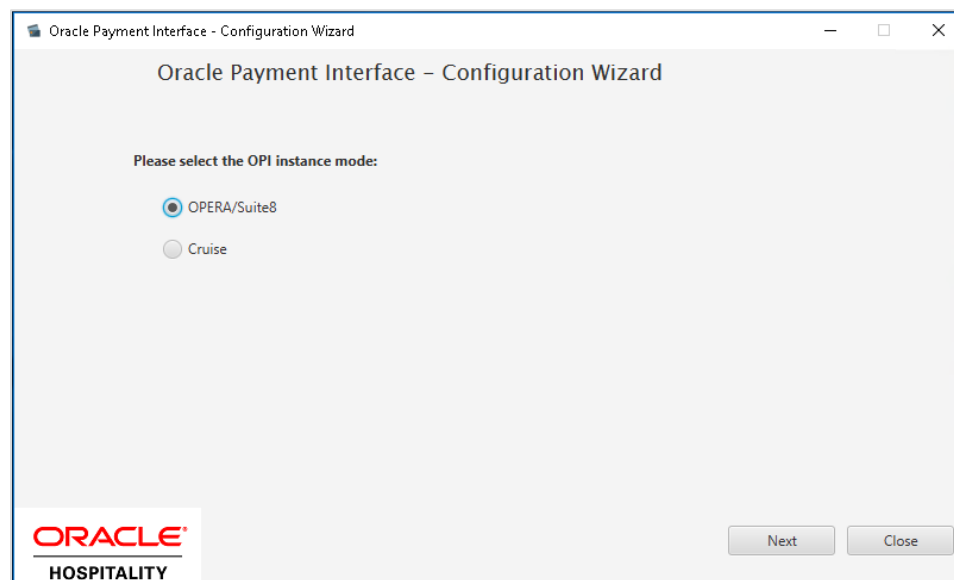 Oracle Payment Interface - Configuration Wizard
Oracle Payment Interface – Configuration Wizard
Please select the OPI instance mode:
OPERA/Suite8
Cruise
ORACLE®
HOSPITALITY
Next
Close